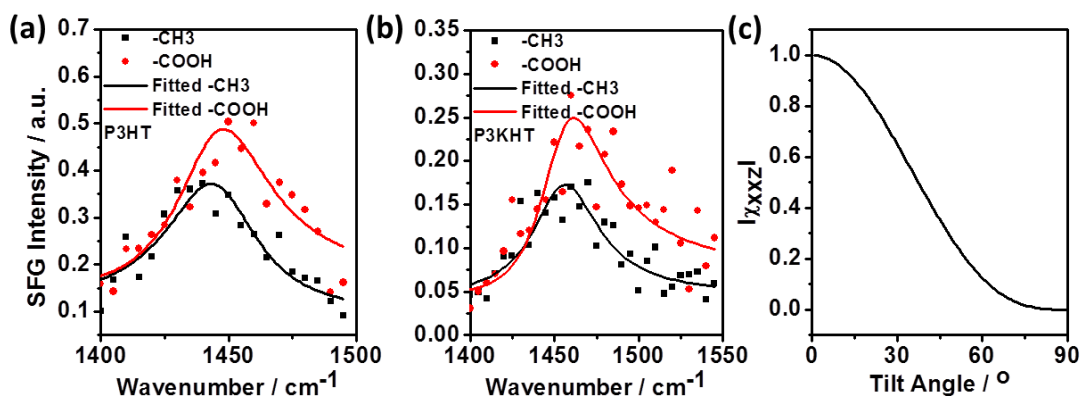 (a)
0.7
0.6
0.5
0.4
0.3
0.2
0.1
SFG Intensity / a.u.
-CH3
-COOH
Fitted -CH3
Fitted -COOH
P3HT
1400 1450 1500
Wavenumber / cm-1
(b)
0.35
0.30
0.25
0.20
0.15
0.10
0.05
0.00
-CH3
-COOH
Fitted -CH3
Fitted -COOH
P3KHT
1400 1450 1500 1550
Wavenumber / cm-1
(c)
1.0
0.8
0.6
0.4
0.2
0.0
IχxxzI
0 30 60 90
Tilt Angle / o